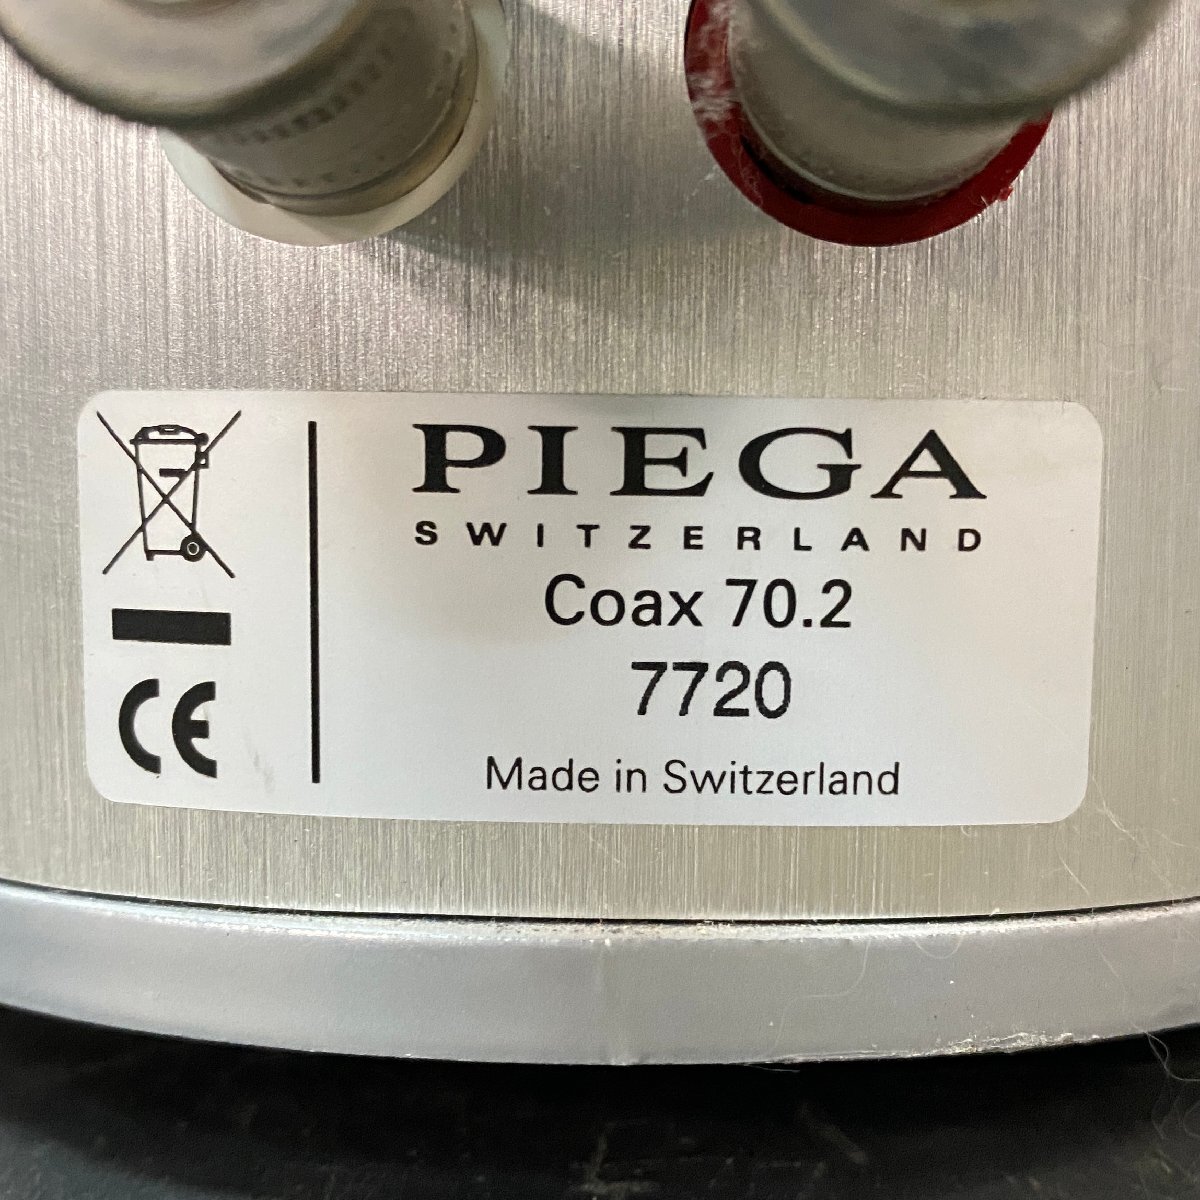 PIEGA
SWITZERLAND
Coax 70.2
7720
CE
Made in Switzerland